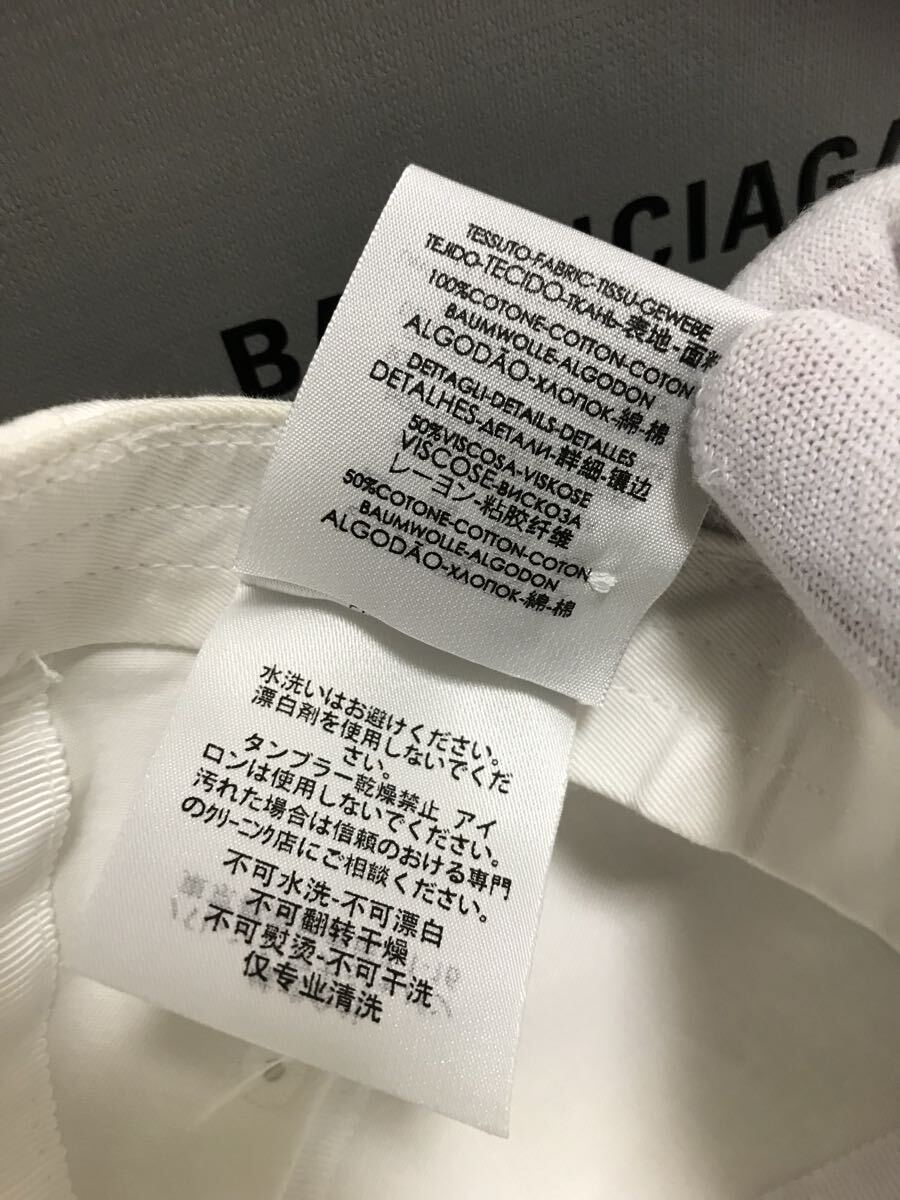 TESSUTO-FABRIC-TISSU-GEWEBE
TEJIDO-TECIDO-ТКАНЬ-表地-面料
100%COTONE-COTTON-COTON
BAUMWOLLE-ALGODON
ALGODÃO-ХЛОПОК-綿-棉
DETTAGLI-DETAILS-DETALLES
DETALHES-ДЕТАЛИ-詳細-镶边
50%VISCOSA-VISKOSE
VISCOSE-ВИСКОЗА
レーヨン-粘胶纤维
50%COTONE-COTTON-COTON
BAUMWOLLE-ALGODON
ALGODÃO-ХЛОПОК-綿-棉
水洗いはお避けください。
漂白剤を使用しないでくだ
さい。
タンブラー乾燥禁止 アイ
ロンは使用しないでください。
汚れた場合は信頼のおける専門
のクリーニング店にご相談ください。
不可水洗-不可漂白
不可翻转干燥
不可熨烫-不可干洗
仅专业清洗